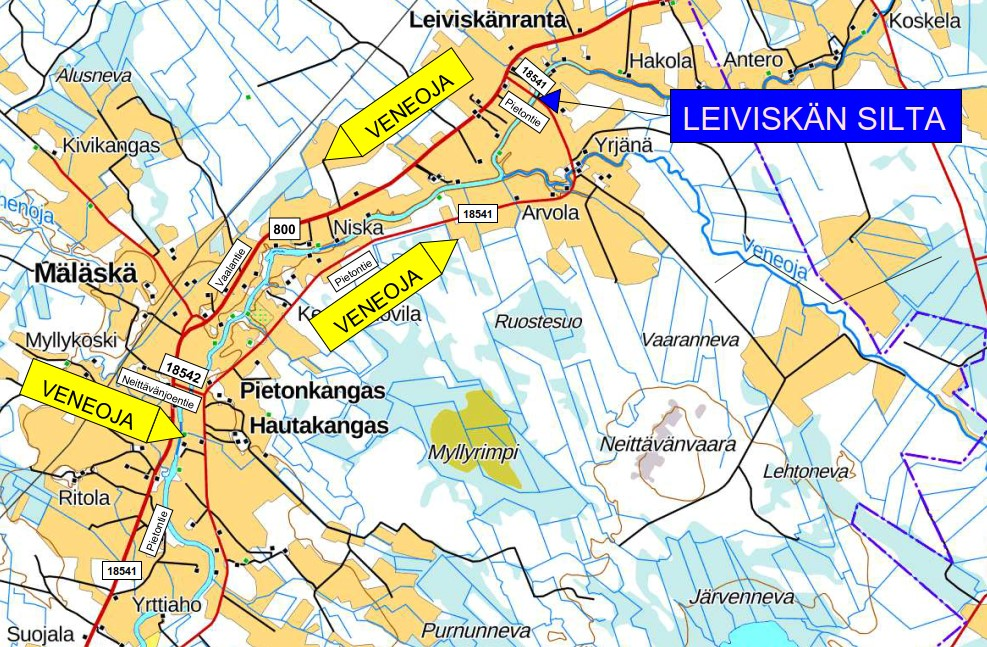 Leiviskänranta
Koskela
Hakola
Antero
Alusneva
18541
VENEOJA
Pietontie
LEIVISKÄN SILTA
Kivikangas
Yrjänä
18541
Arvola
Niska
800
Veneoja
Vaalantie
Mäläskä
Pietontie
VENEOJA
Ruostesuo
Vaaranneva
Myllykoski
18542
Neittävänjoentie
VENEOJA
Pietonkangas
Hautakangas
Myllyrimpi
Neittävänvaara
Lehtoneva
Ritola
Pietontie
18541
Yrttiaho
Järvenneva
Suojala
Purnunneva